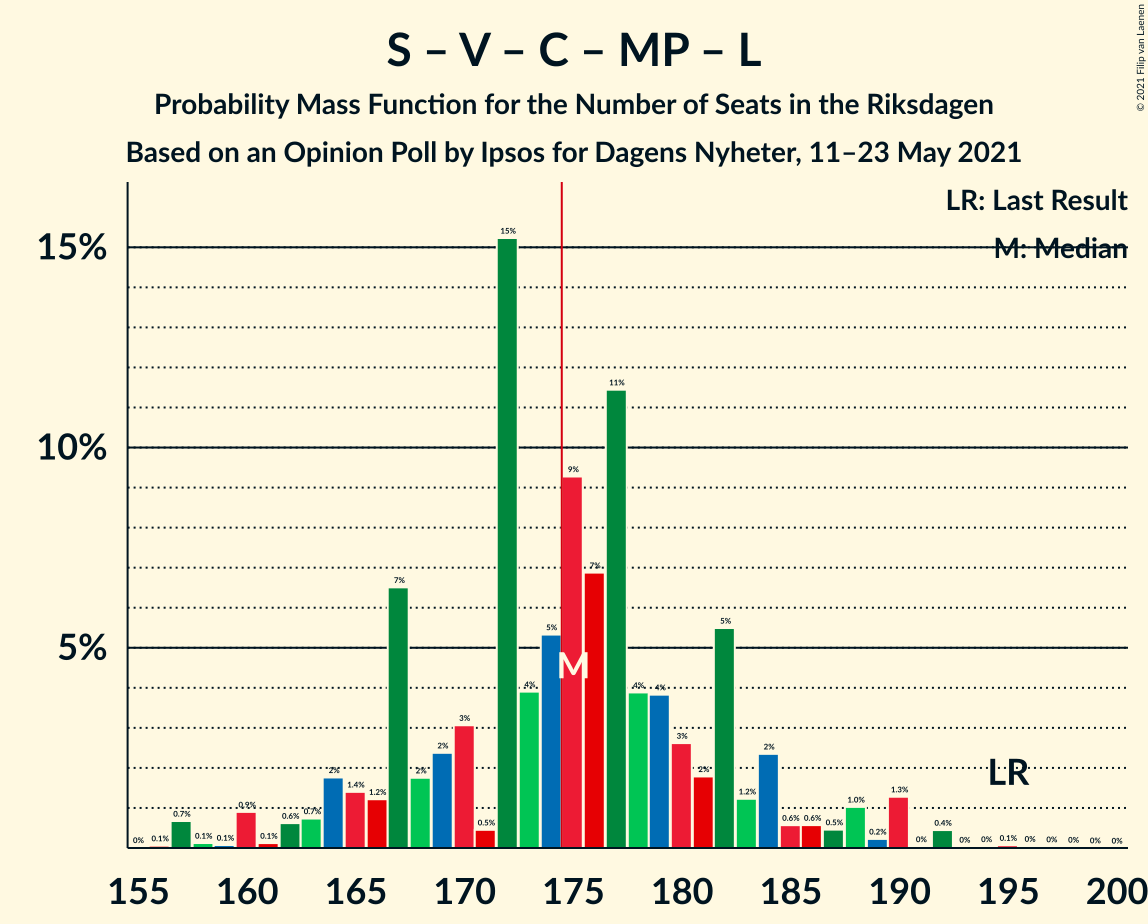 S – V – C – MP – L
Probability Mass Function for the Number of Seats in the Riksdagen
Based on an Opinion Poll by Ipsos for Dagens Nyheter, 11–23 May 2021
© 2021 Filip van Laenen
LR: Last Result
M: Median
15%
10%
5%
0% 0.1% 0.7% 0.1% 0.1% 0.9% 0.1% 0.6% 0.7% 2% 1.4% 1.2% 7% 2% 2% 3% 0.5% 15% 4% 5% 9% 7% 11% 4% 4% 3% 2% 5% 1.2% 2% 0.6% 0.6% 0.5% 1.0% 0.2% 1.3% 0% 0.4% 0% 0% 0.1% 0% 0% 0% 0% 0%
M
LR
155 160 165 170 175 180 185 190 195 200